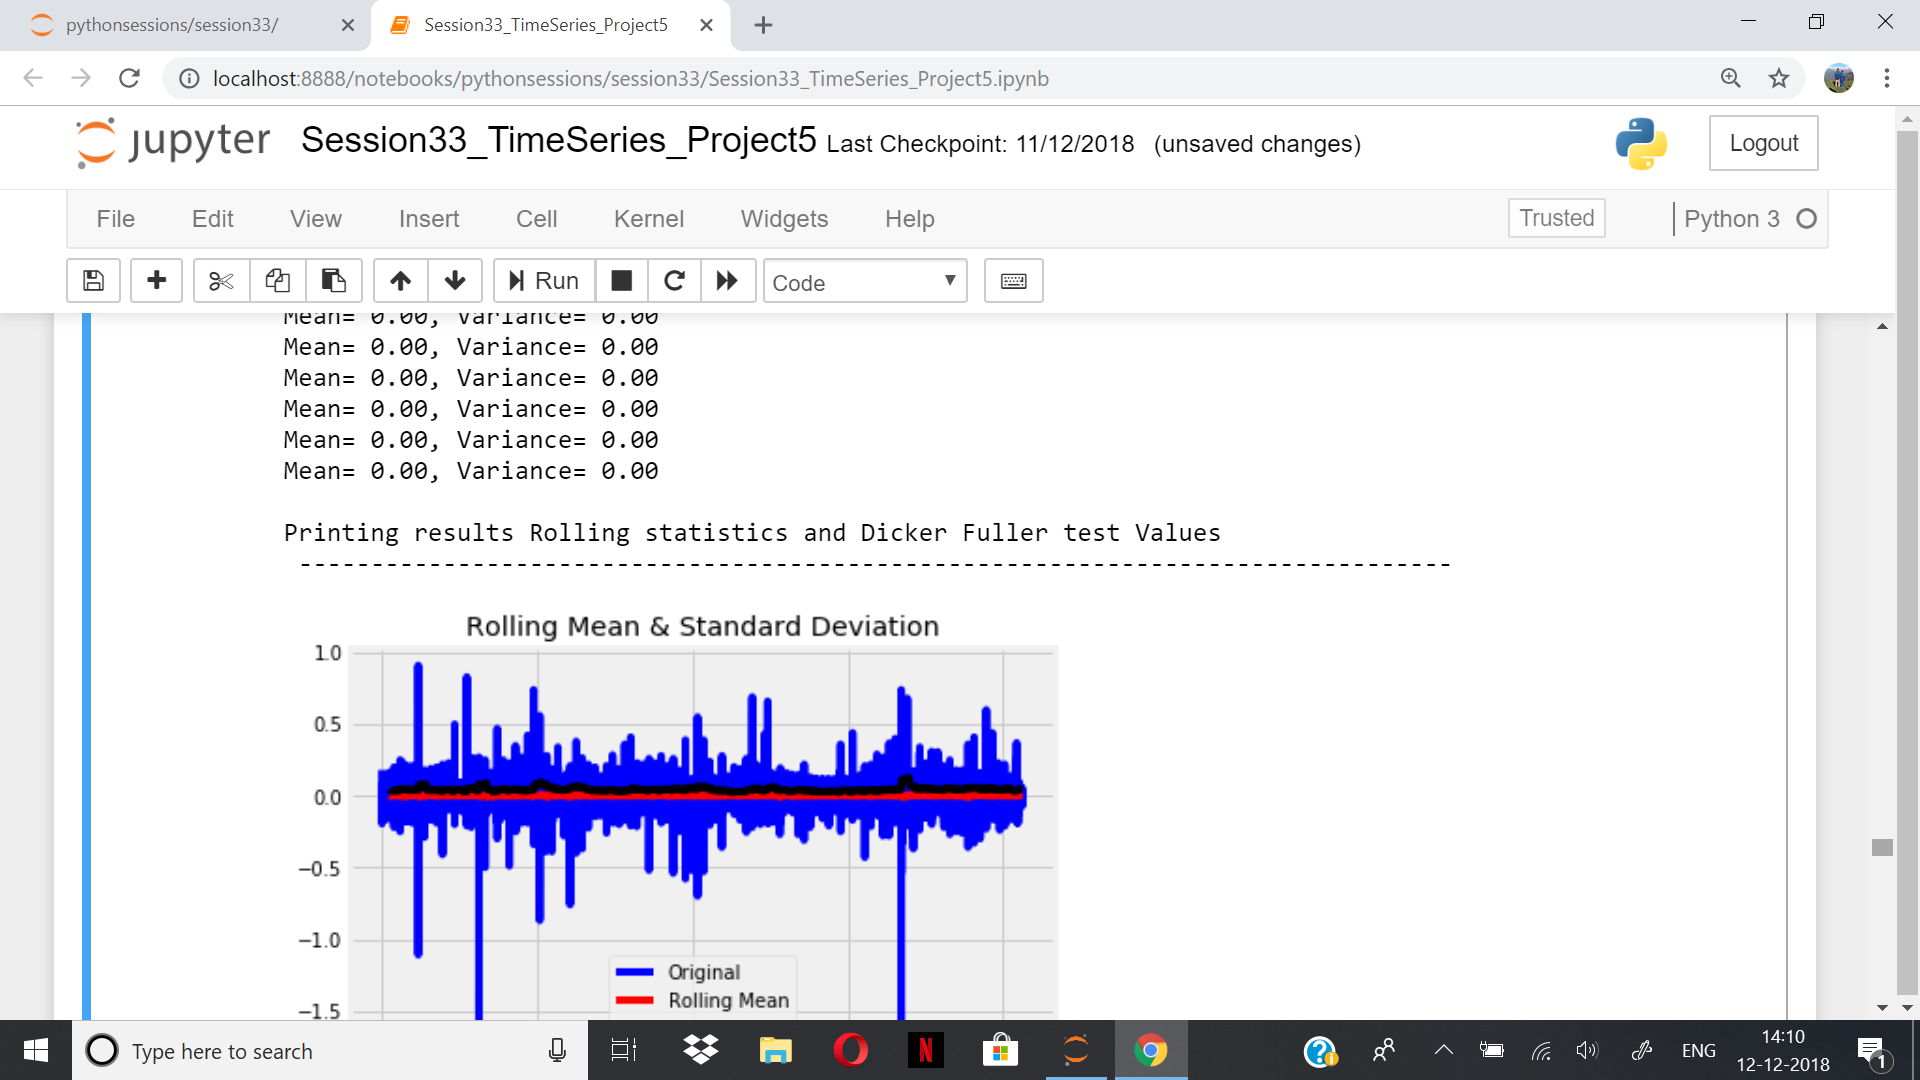 pythonsessions/session33/
Session33_TimeSeries_Project5
localhost:8888/notebooks/pythonsessions/session33/Session33_TimeSeries_Project5.ipynb
jupyter Session33_TimeSeries_Project5 Last Checkpoint: 11/12/2018 (unsaved changes)
Logout
File Edit View Insert Cell Kernel Widgets Help
Trusted
Python 3
Run
Code
Mean= 0.00, Variance= 0.00
Mean= 0.00, Variance= 0.00
Mean= 0.00, Variance= 0.00
Mean= 0.00, Variance= 0.00
Mean= 0.00, Variance= 0.00
Mean= 0.00, Variance= 0.00
Printing results Rolling statistics and Dicker Fuller test Values
--------------------------------------------------------------------------------
Rolling Mean & Standard Deviation
1.0
0.5
0.0
−0.5
−1.0
−1.5
Original
Rolling Mean
Type here to search
N
ENG
14:10
12-12-2018
1